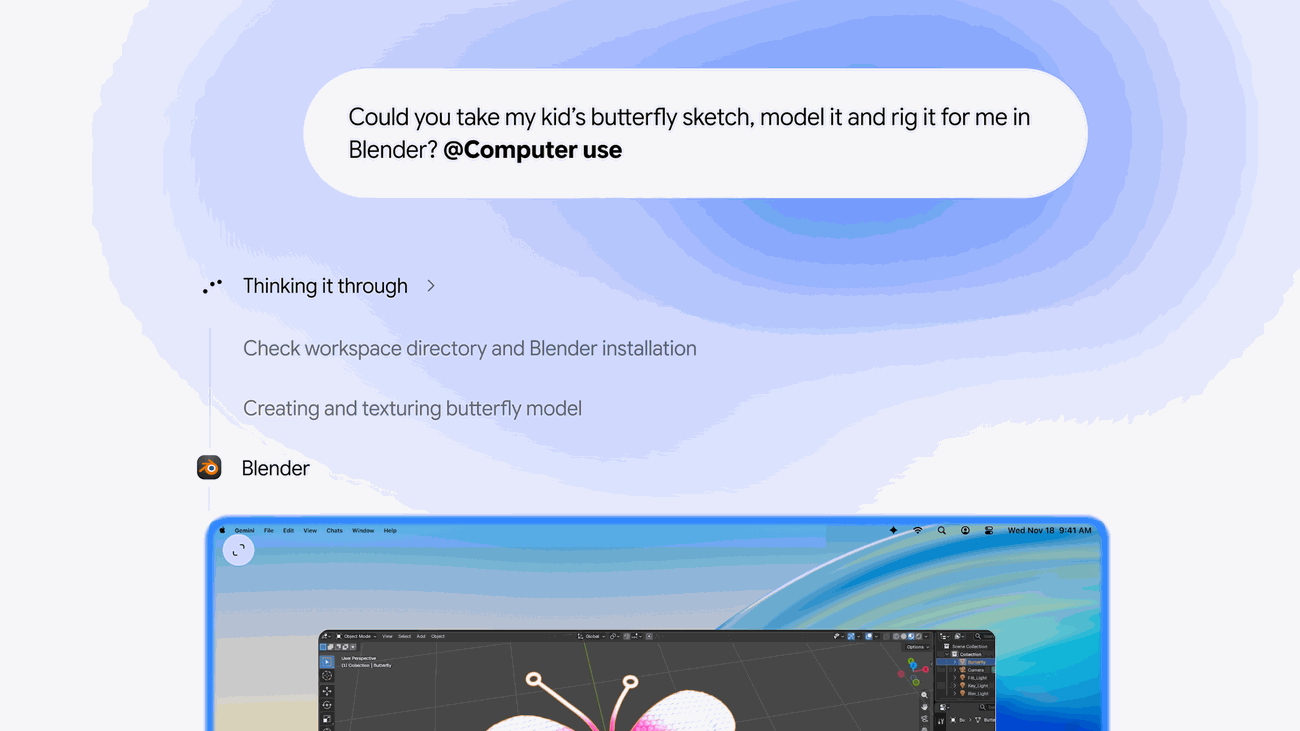 Could you take my kid's butterfly sketch, model it and rig it for me in
Blender? @Computer use
Thinking it through
Check workspace directory and Blender installation
Creating and texturing butterfly model
Blender
Gemini File Edit View Chats Window Help Wed Nov 18 9:41 AM
Object Mode View Select Add Object Global
Options
User Perspective
(1) Collection | Butterfly
Scene Collection
Collection
Butterfly
Camera
Fill_Light
Key_Light
Rim_Light